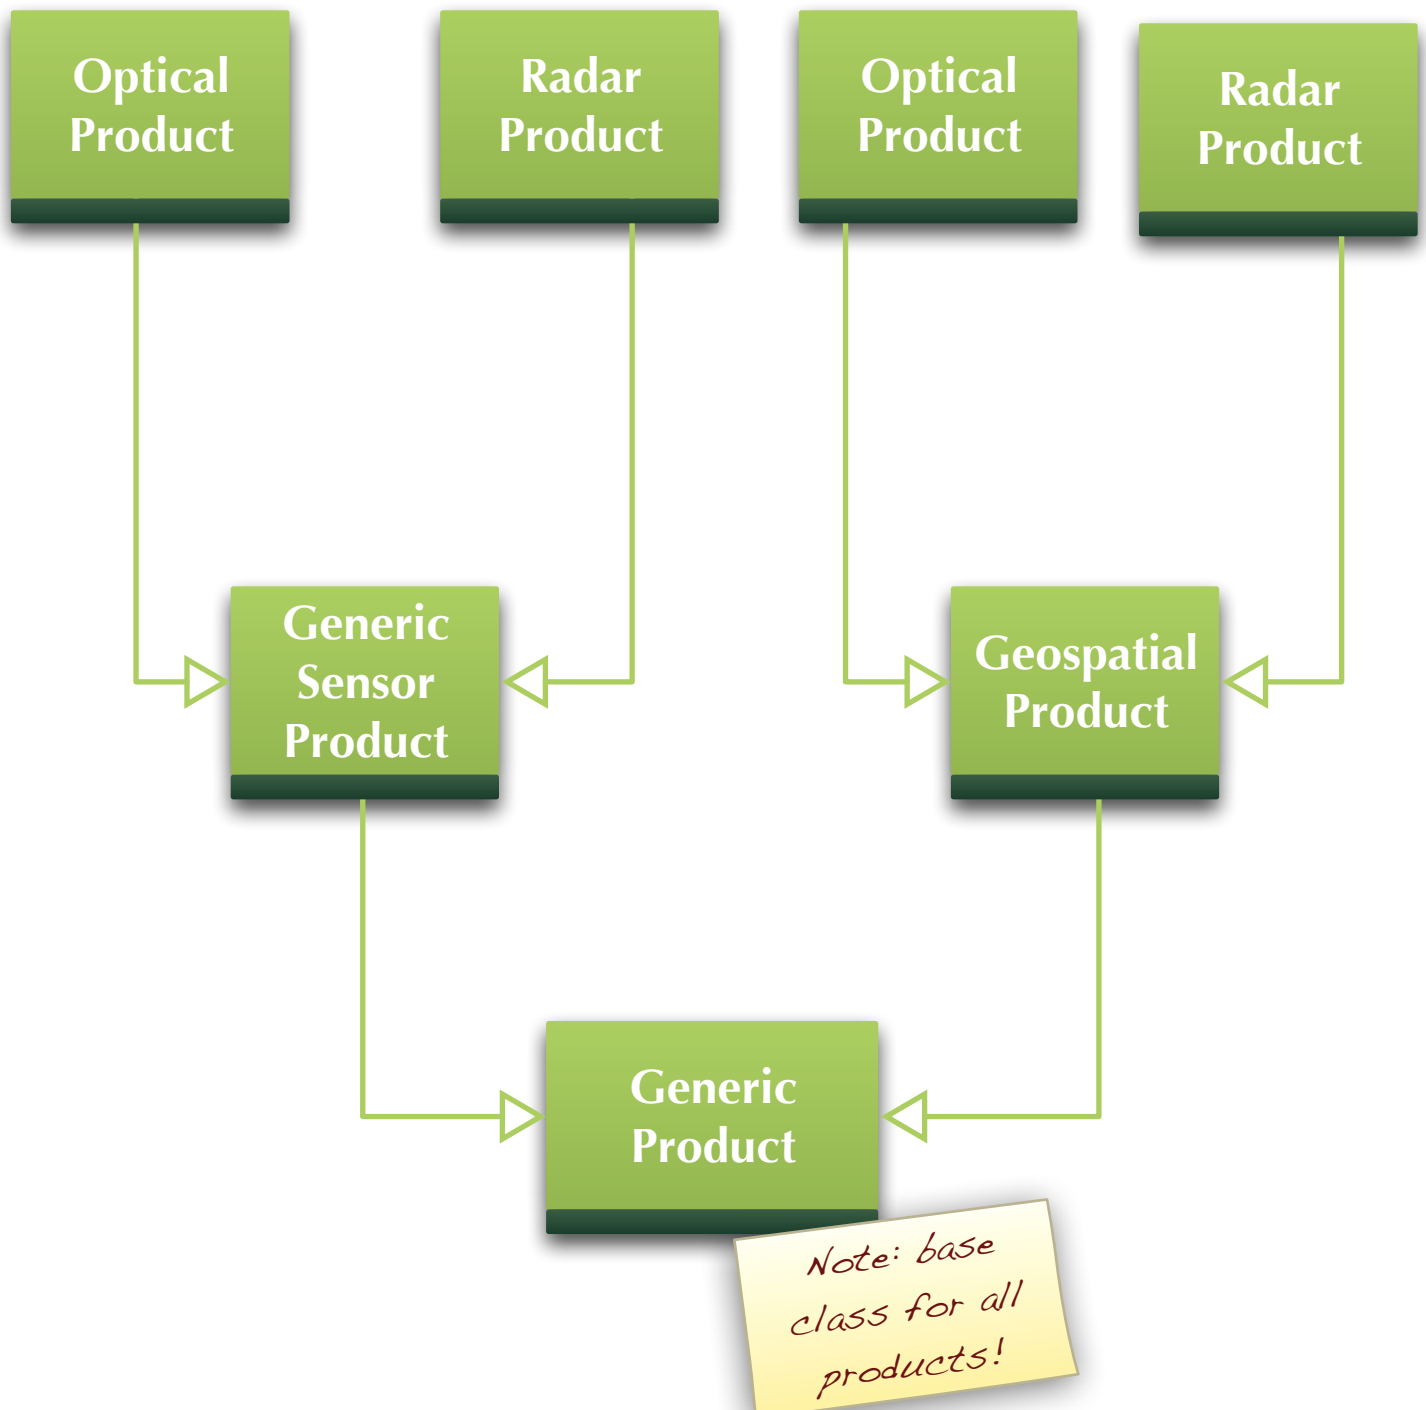 Optical
Product
Radar
Product
Optical
Product
Radar
Product
Generic
Sensor
Product
Geospatial
Product
Generic
Product
Note: base
class for all
products!